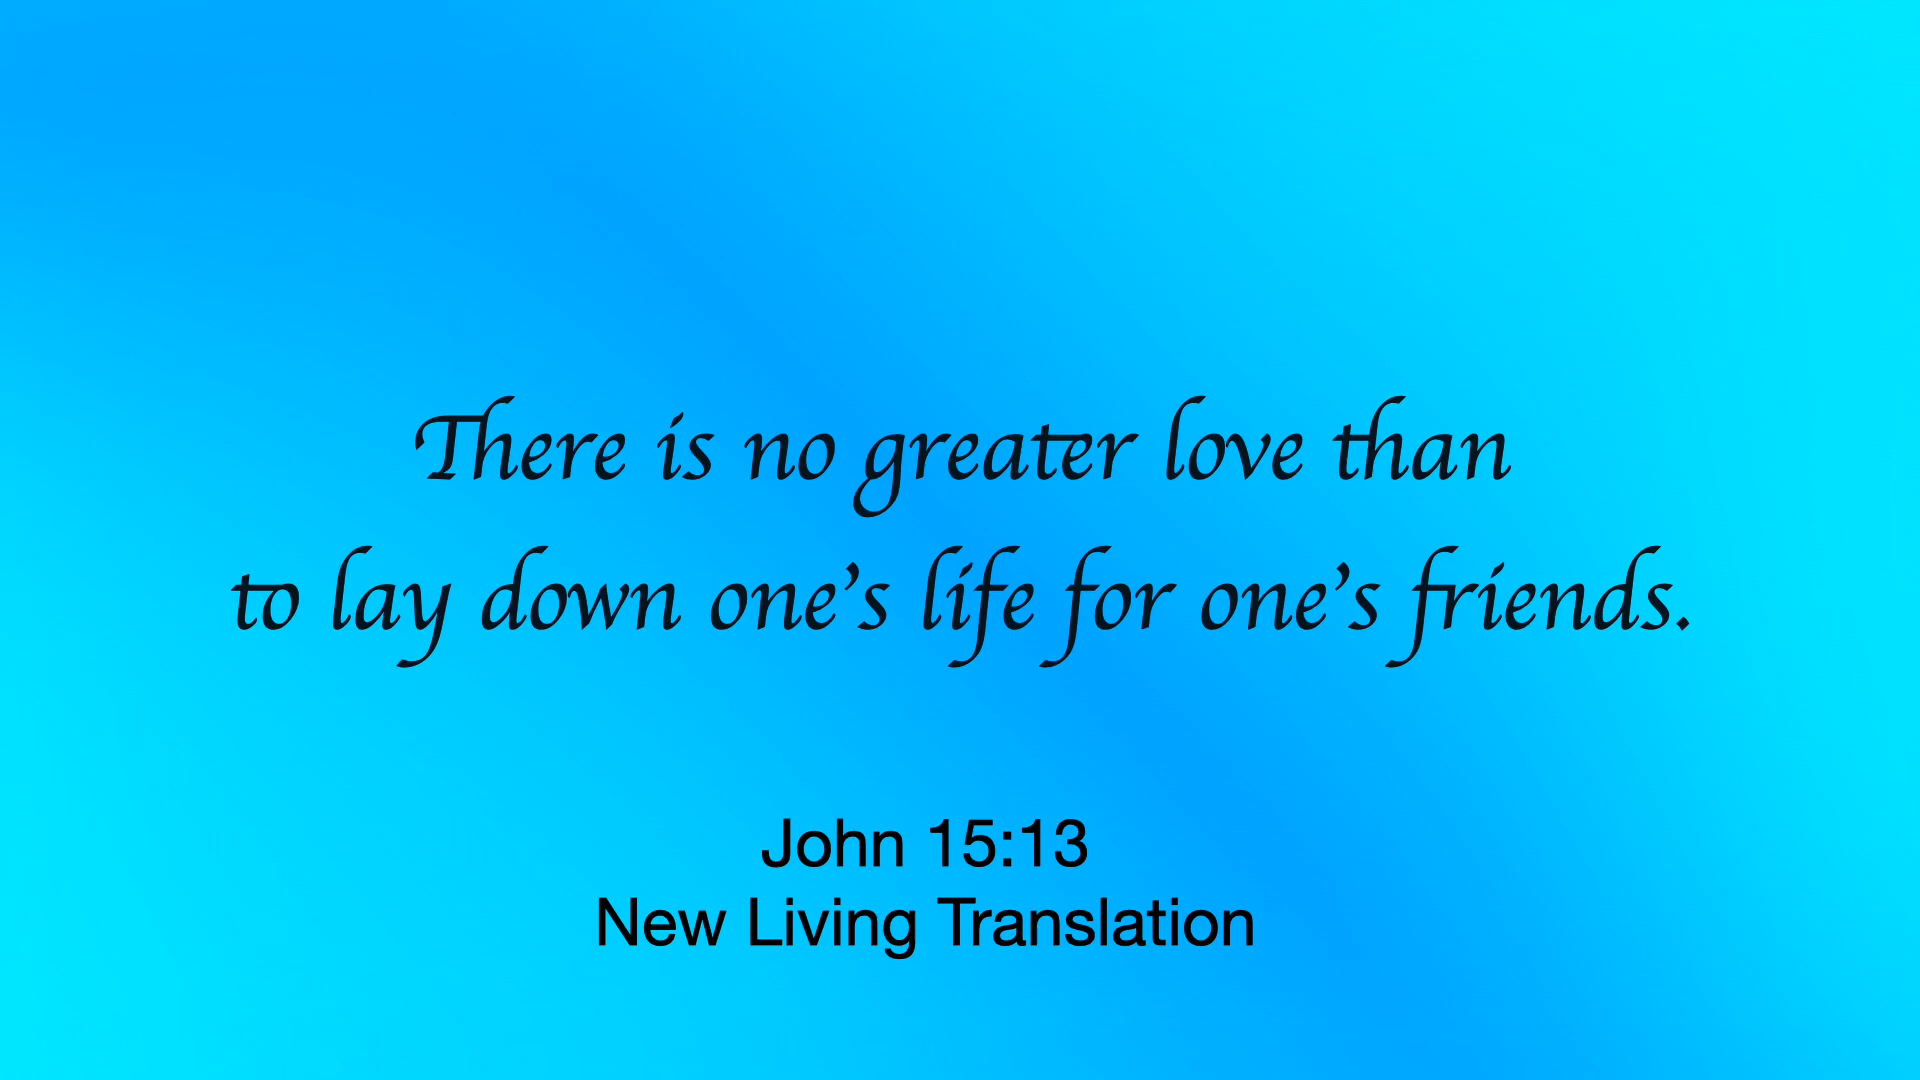 There is no greater love than
to lay down one’s life for one’s friends.
John 15:13
New Living Translation